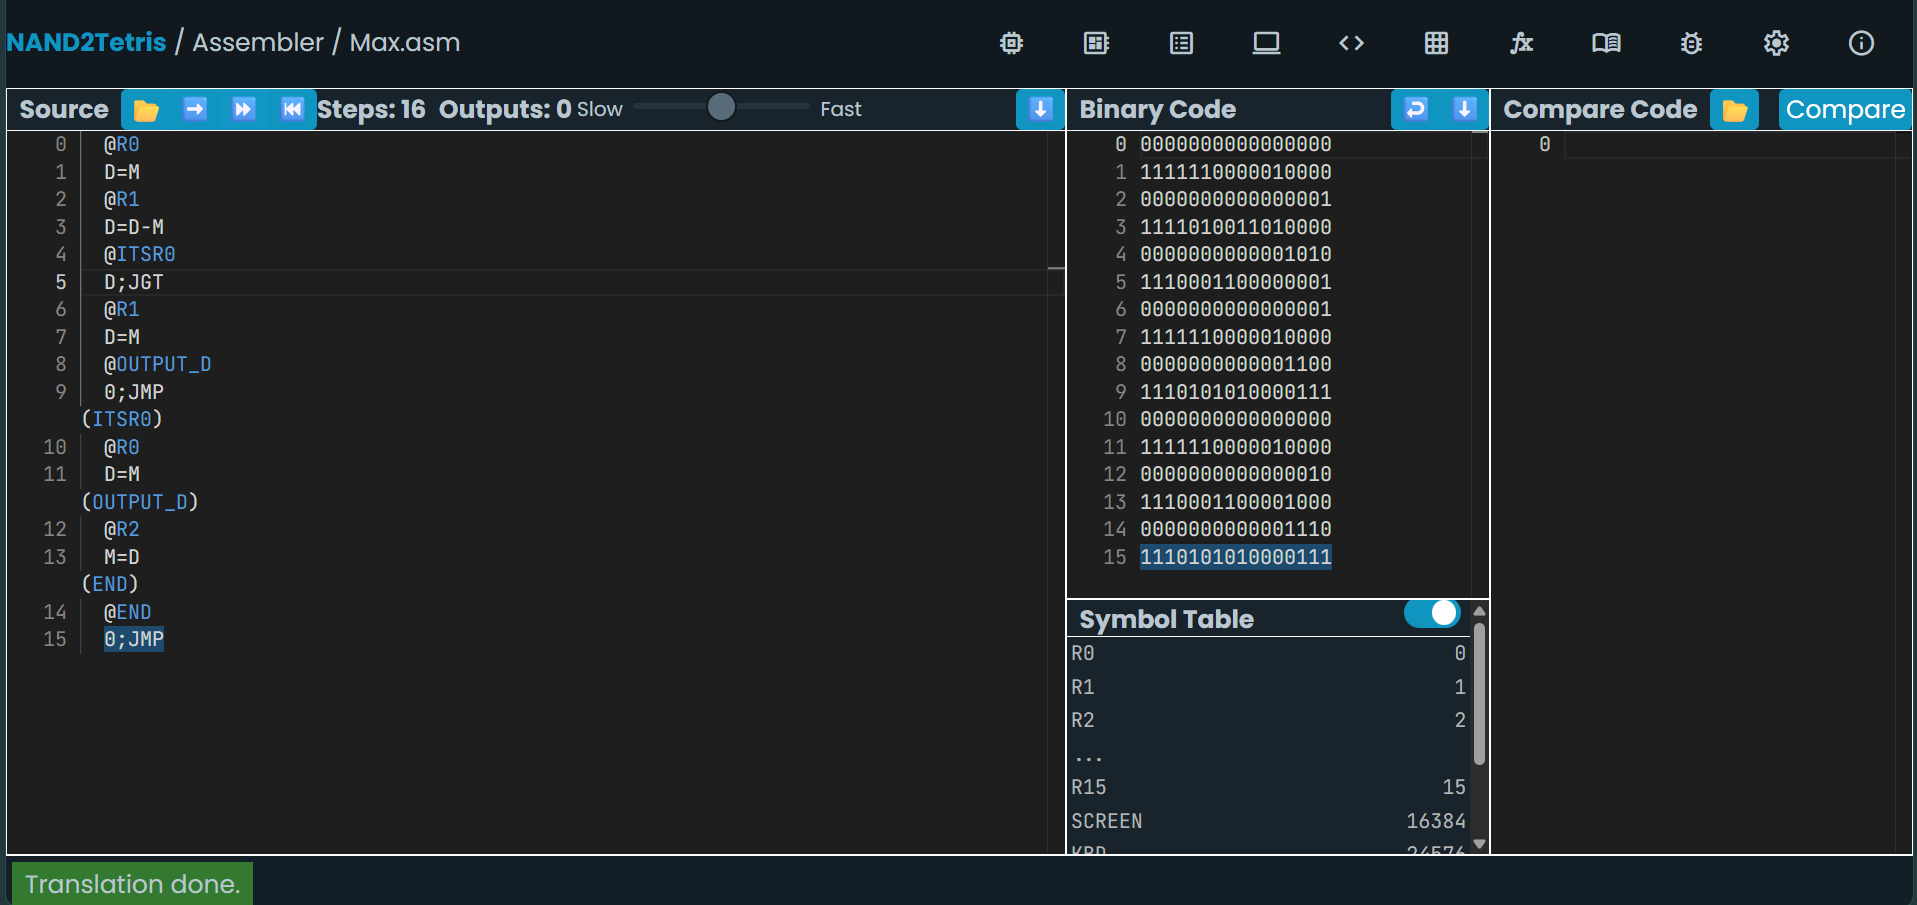 NAND2Tetris / Assembler / Max.asm
Source Steps: 16 Outputs: 0 Slow Fast
0 @R0
1 D=M
2 @R1
3 D=D-M
4 @ITSR0
5 D;JGT
6 @R1
7 D=M
8 @OUTPUT_D
9 0;JMP
(ITSR0)
10 @R0
11 D=M
(OUTPUT_D)
12 @R2
13 M=D
(END)
14 @END
15 0;JMP
Binary Code
0 0000000000000000
1 1111110000010000
2 0000000000000001
3 1111010011010000
4 0000000000001010
5 1110001100000001
6 0000000000000001
7 1111110000010000
8 0000000000001100
9 1110101010000111
10 0000000000000000
11 1111110000010000
12 0000000000000010
13 1110001100001000
14 0000000000001110
15 1110101010000111
Symbol Table
R0 0
R1 1
R2 2
...
R15 15
SCREEN 16384
KBD 24576
Compare Code Compare
0
Translation done.